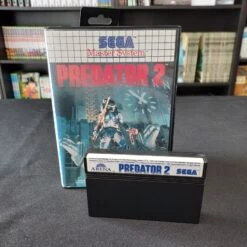 SEGA
Master System
PREDATOR 2
ARENA PREDATOR 2 SEGA